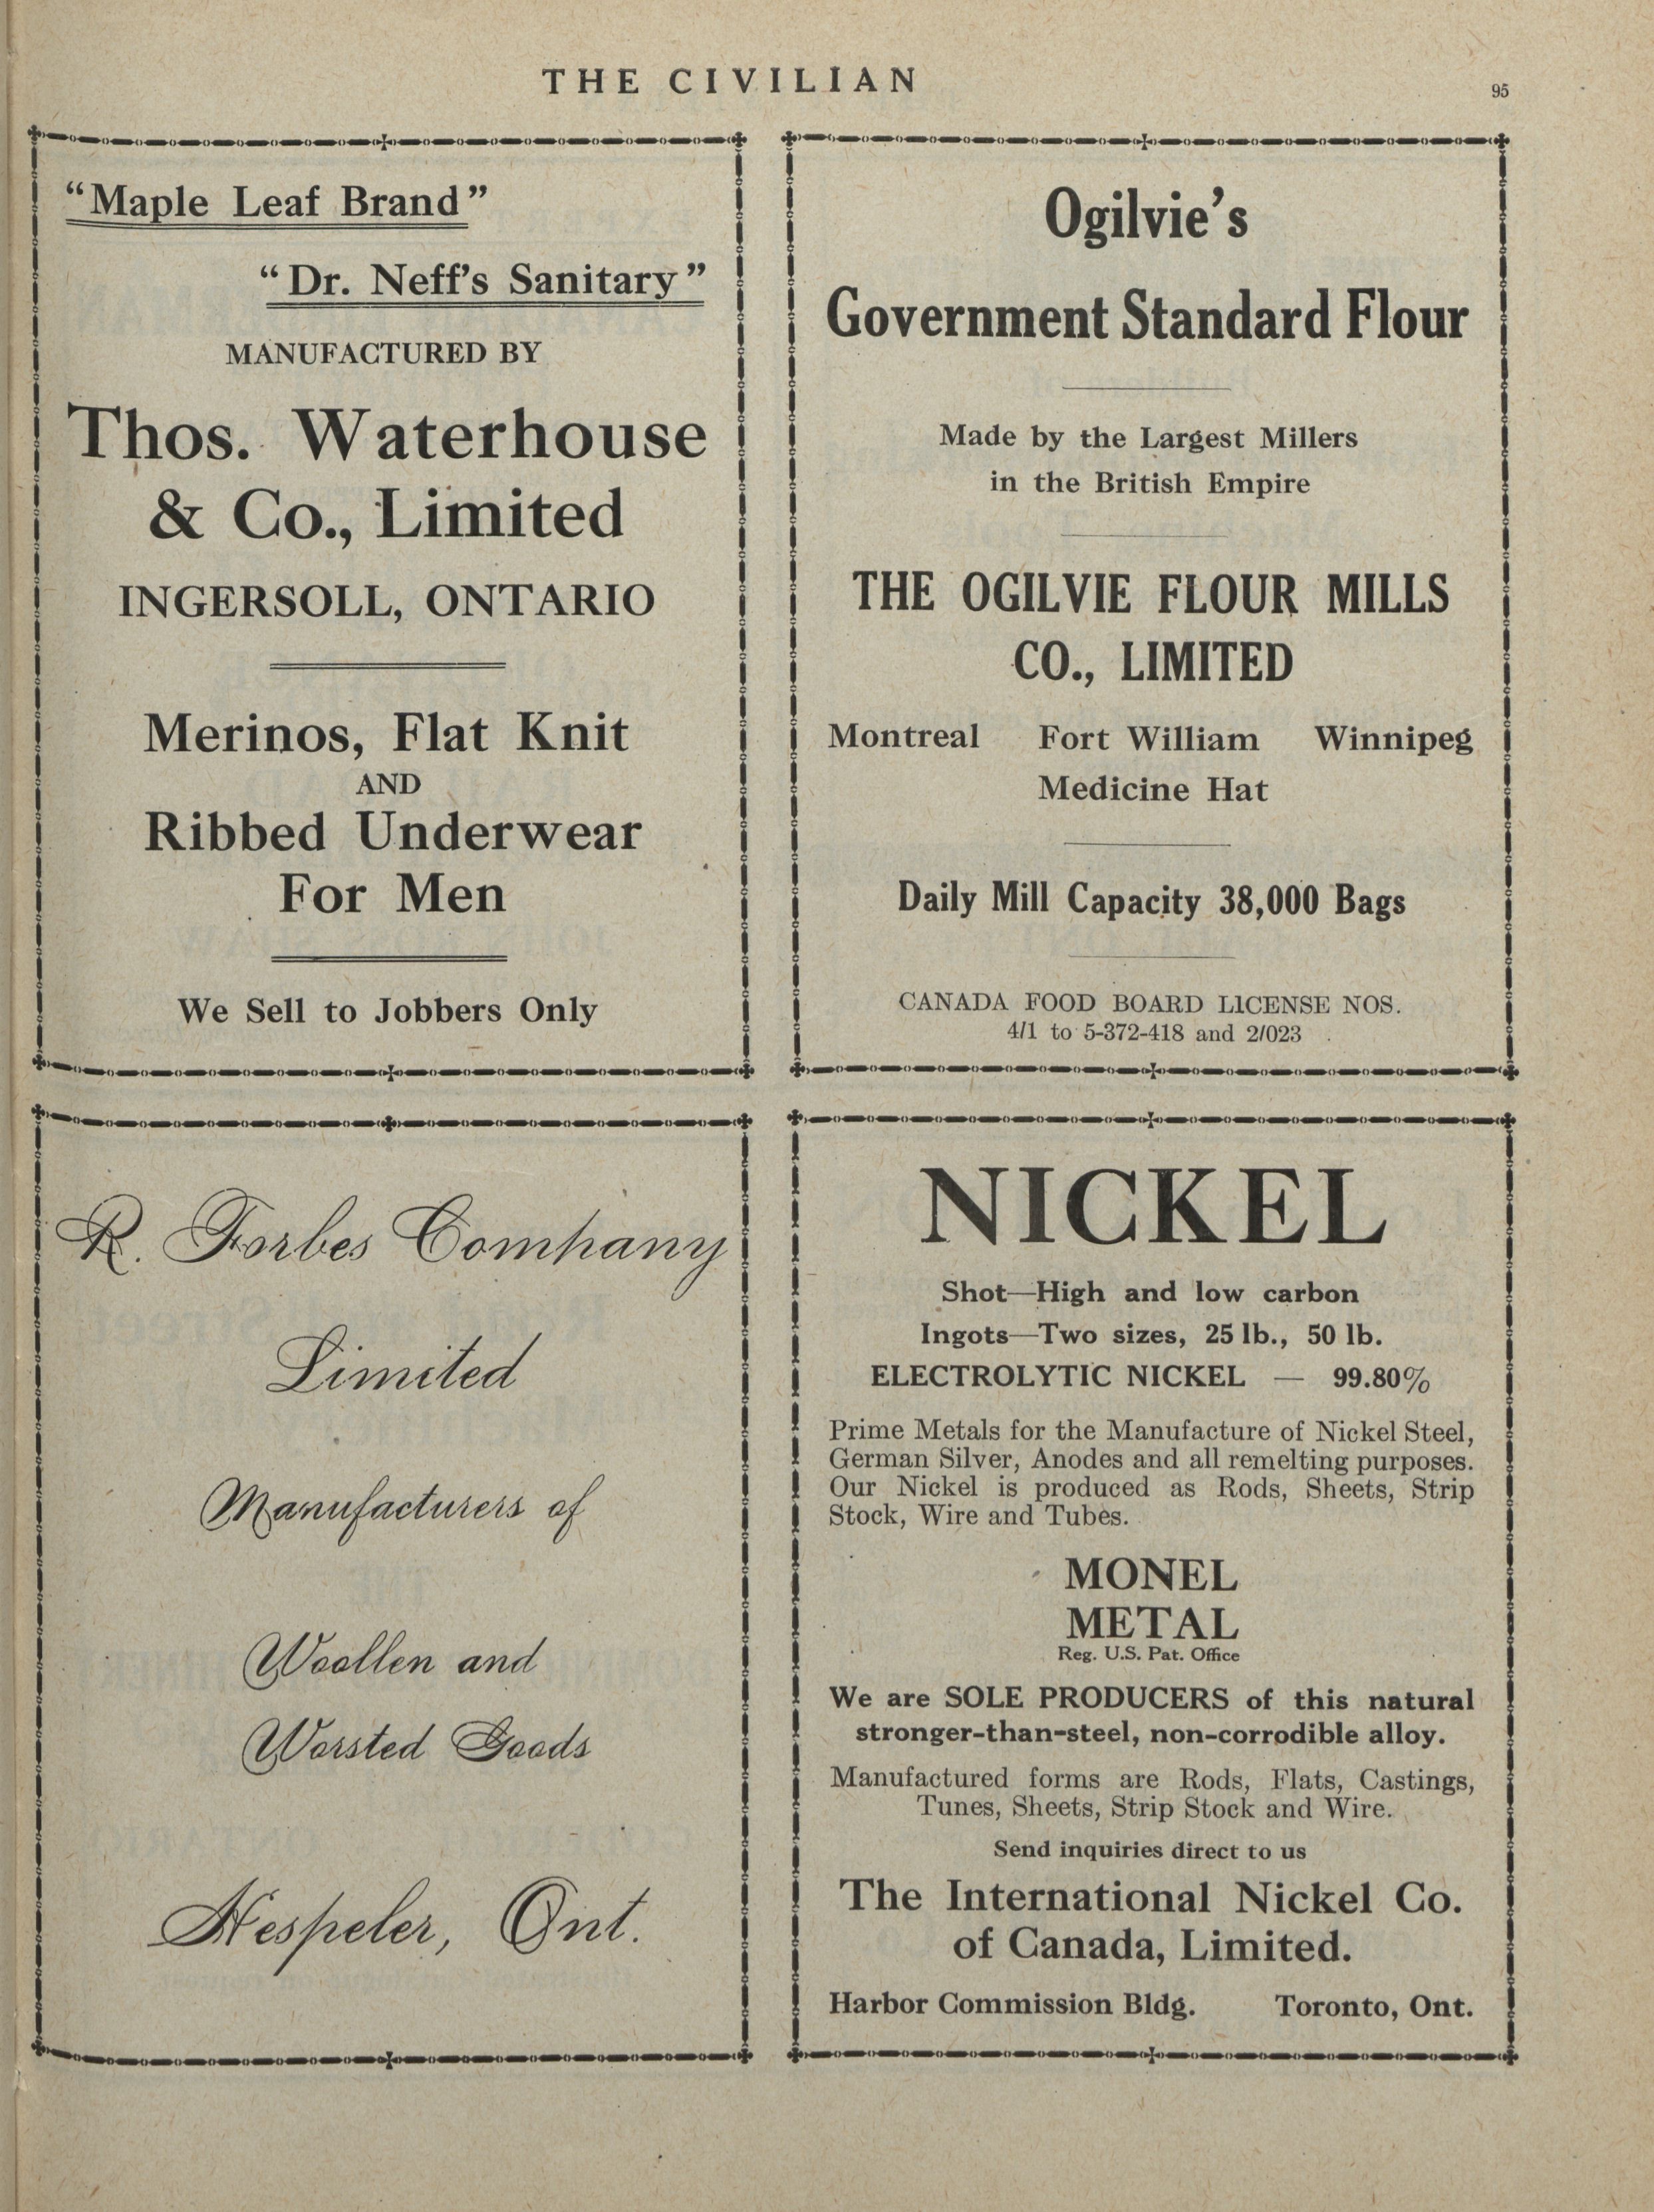 THE CIVILIAN
95
“Maple Leaf Brand”
“Dr. Neff's Sanitary”
MANUFACTURED BY
Thos. Waterhouse
& Co., Limited
INGERSOLL, ONTARIO
Merinos, Flat Knit
AND
Ribbed Underwear
For Men
We Sell to Jobbers Only
Ogilvie's
Government Standard Flour
Made by the Largest Millers
in the British Empire
THE OGILVIE FLOUR MILLS
CO., LIMITED
Montreal Fort William Winnipeg
Medicine Hat
Daily Mill Capacity 38,000 Bags
CANADA FOOD BOARD LICENSE NOS.
4/1 to 5-372-418 and 2/023
R. Forbes Company
Limited
Manufacturers of
Woollen and
Worsted Goods
Hespeler, Ont.
NICKEL
Shot—High and low carbon
Ingots—Two sizes, 25 lb., 50 lb.
ELECTROLYTIC NICKEL — 99.80%
Prime Metals for the Manufacture of Nickel Steel,
German Silver, Anodes and all remelting purposes.
Our Nickel is produced as Rods, Sheets, Strip
Stock, Wire and Tubes.
MONEL
METAL
Reg. U.S. Pat. Office
We are SOLE PRODUCERS of this natural
stronger-than-steel, non-corrodible alloy.
Manufactured forms are Rods, Flats, Castings,
Tunes, Sheets, Strip Stock and Wire.
Send inquiries direct to us
The International Nickel Co.
of Canada, Limited.
Harbor Commission Bldg. Toronto, Ont.